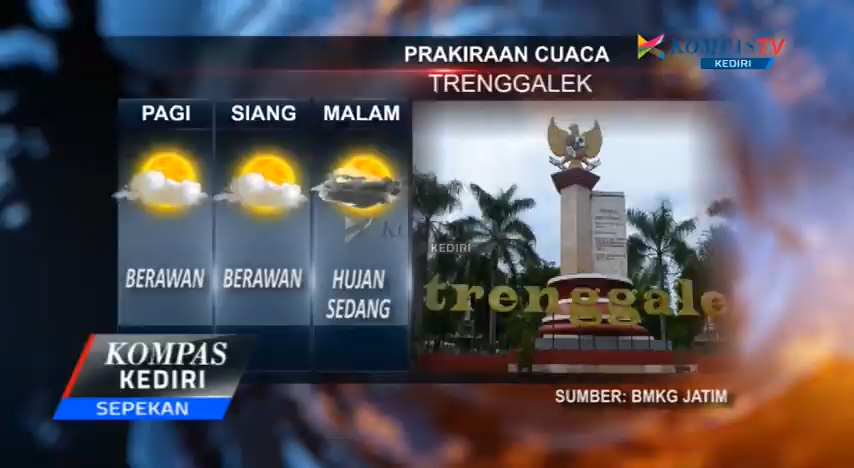 PRAKIRAAN CUACA
TRENGGALEK
KOMPASTV
KEDIRI
PAGI SIANG MALAM
BERAWAN BERAWAN HUJAN
SEDANG
KEDIRI
trenggale
KOMPAS
KEDIRI
SEPEKAN
SUMBER: BMKG JATIM